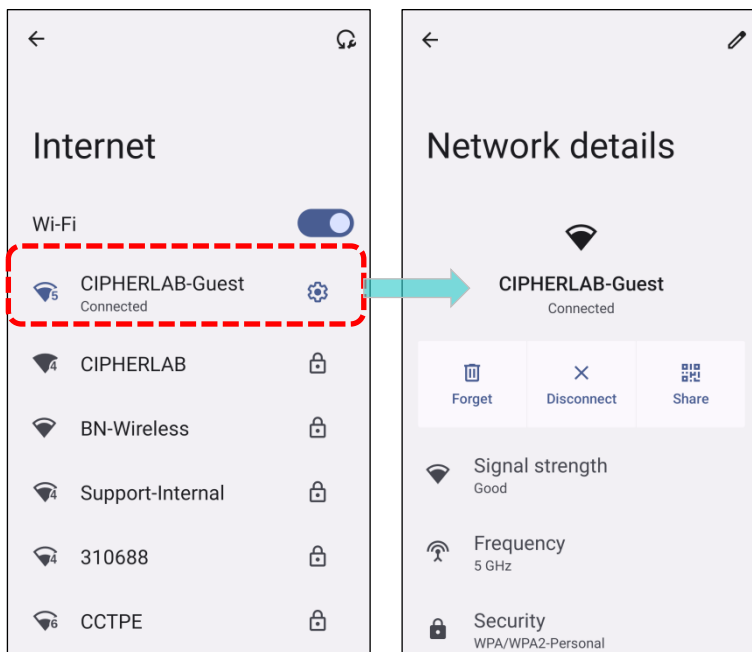 Internet
Wi-Fi
5
CIPHERLAB-Guest
Connected
4
CIPHERLAB
BN-Wireless
4
Support-Internal
4
310688
6
CCTPE
Network details
CIPHERLAB-Guest
Connected
Forget Disconnect Share
Signal strength
Good
Frequency
5 GHz
Security
WPA/WPA2-Personal